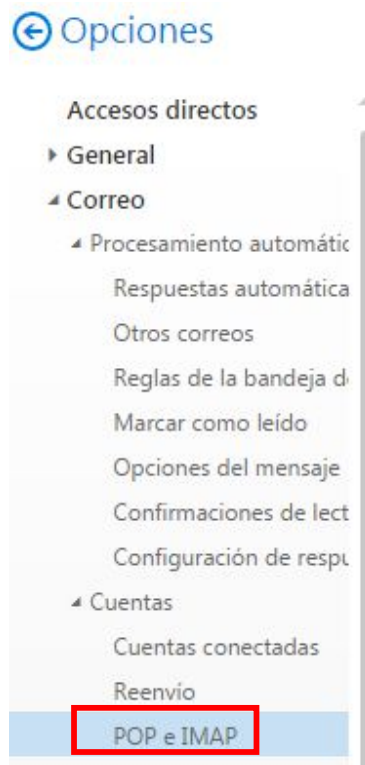 Opciones
Accesos directos
General
Correo
Procesamiento automátic
Respuestas automática
Otros correos
Reglas de la bandeja d
Marcar como leído
Opciones del mensaje
Confirmaciones de lect
Configuración de respu
Cuentas
Cuentas conectadas
Reenvío
POP e IMAP